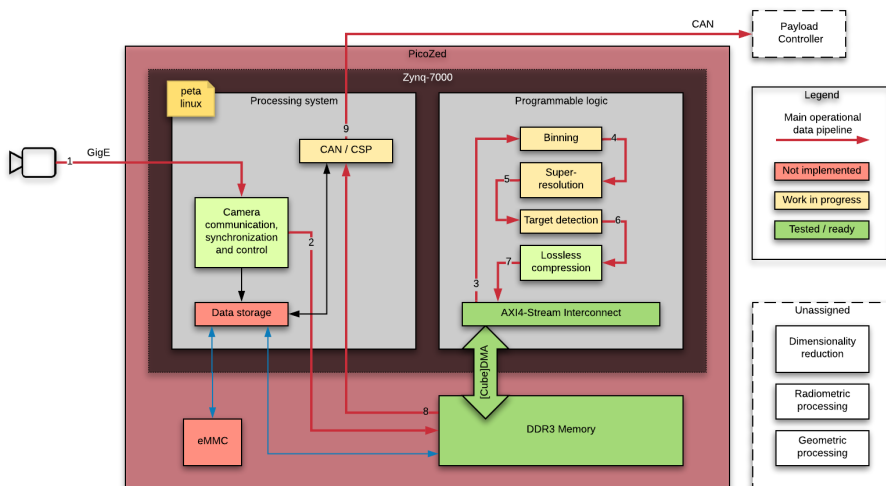 CAN
Payload
Controller
PicoZed
Zynq-7000
peta
linux
Processing system
Programmable logic
Legend
Main operational
data pipeline
Not implemented
Work in progress
Tested / ready
1
GigE
9
CAN / CSP
Binning
4
Super-
resolution
5
Target detection
6
Lossless
compression
7
3
Camera
communication,
synchronization
and control
2
Data storage
AXI4-Stream Interconnect
[Cube]DMA
8
DDR3 Memory
eMMC
Unassigned
Dimensionality
reduction
Radiometric
processing
Geometric
processing